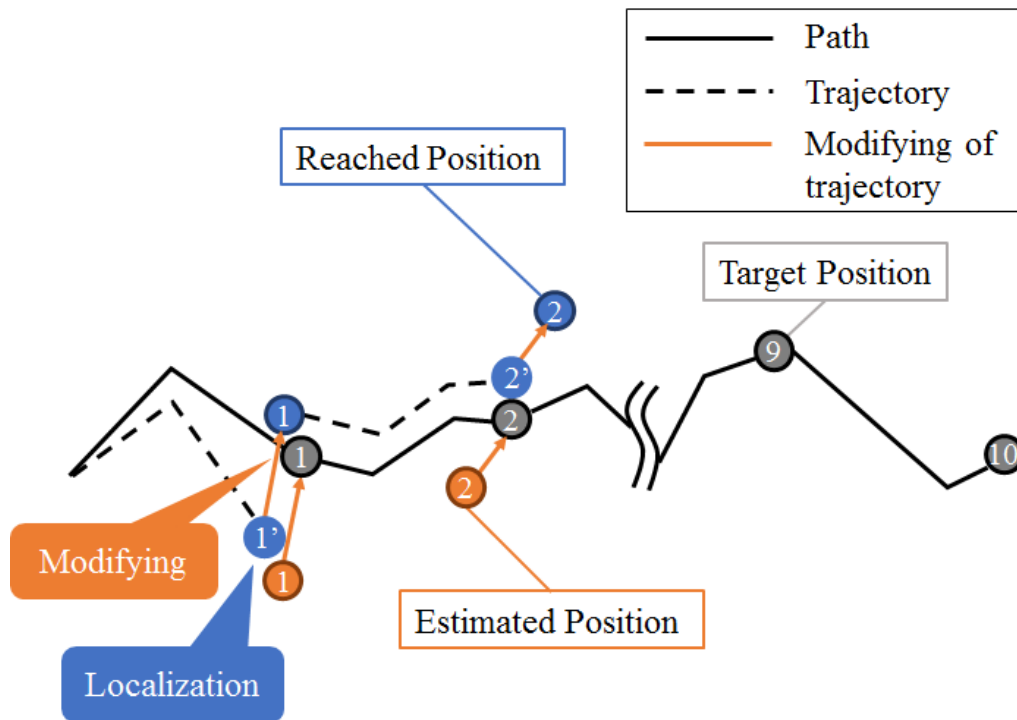 Path
Trajectory
Modifying of
trajectory
Reached Position
Target Position
2
9
2’
1
2
1
10
2
1’
Modifying
1
Estimated Position
Localization